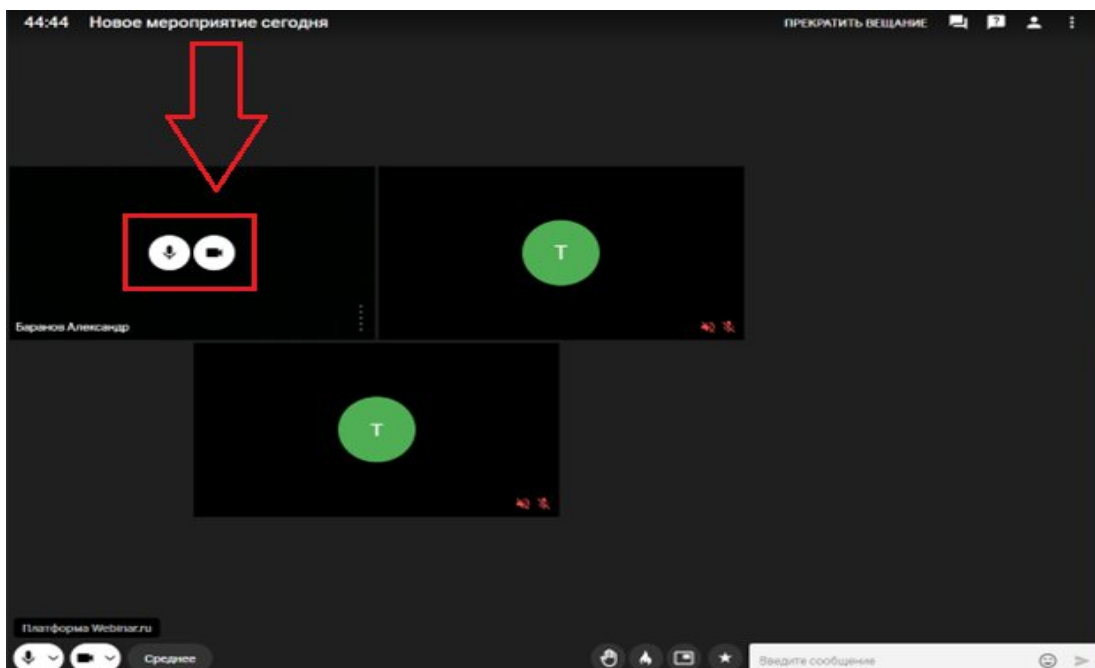 44:44 Новое мероприятие сегодня
ПРЕКРАТИТЬ ВЕЩАНИЕ
?
T
Баранов Александр
T
Платформа Webinar.ru
Среднее
Введите сообщение